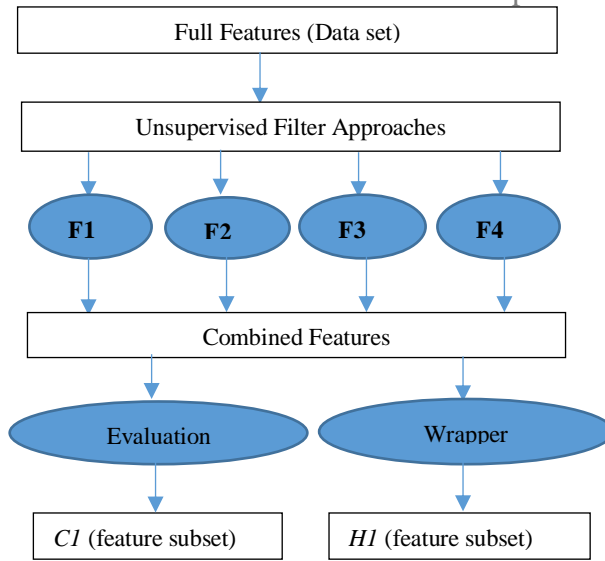 Full Features (Data set)
Unsupervised Filter Approaches
F1 F2 F3 F4
Combined Features
Evaluation Wrapper
C1 (feature subset) H1 (feature subset)